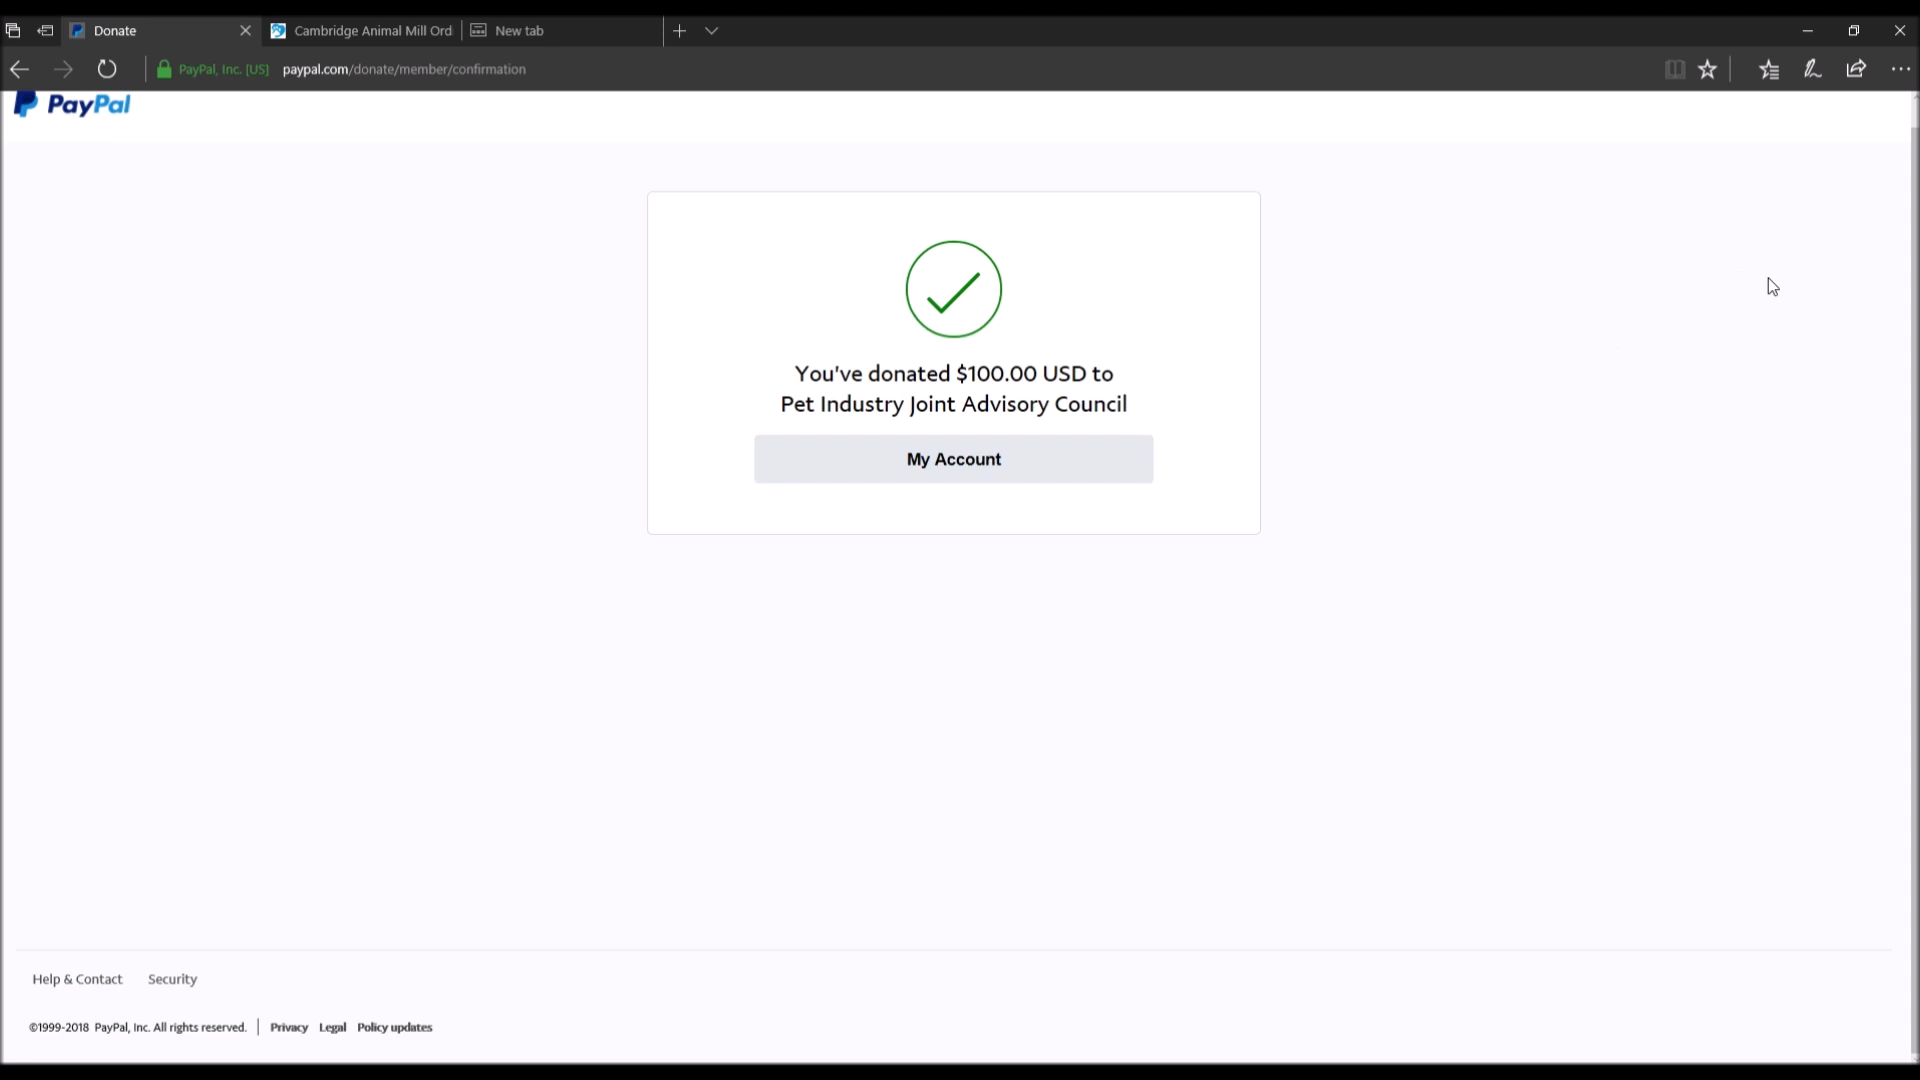 Donate
Cambridge Animal Mill Ord
New tab
PayPal, Inc. [US]
paypal.com/donate/member/confirmation
PayPal
You've donated $100.00 USD to
Pet Industry Joint Advisory Council
My Account
Help & Contact
Security
©1999-2018 PayPal, Inc. All rights reserved.
Privacy
Legal
Policy updates